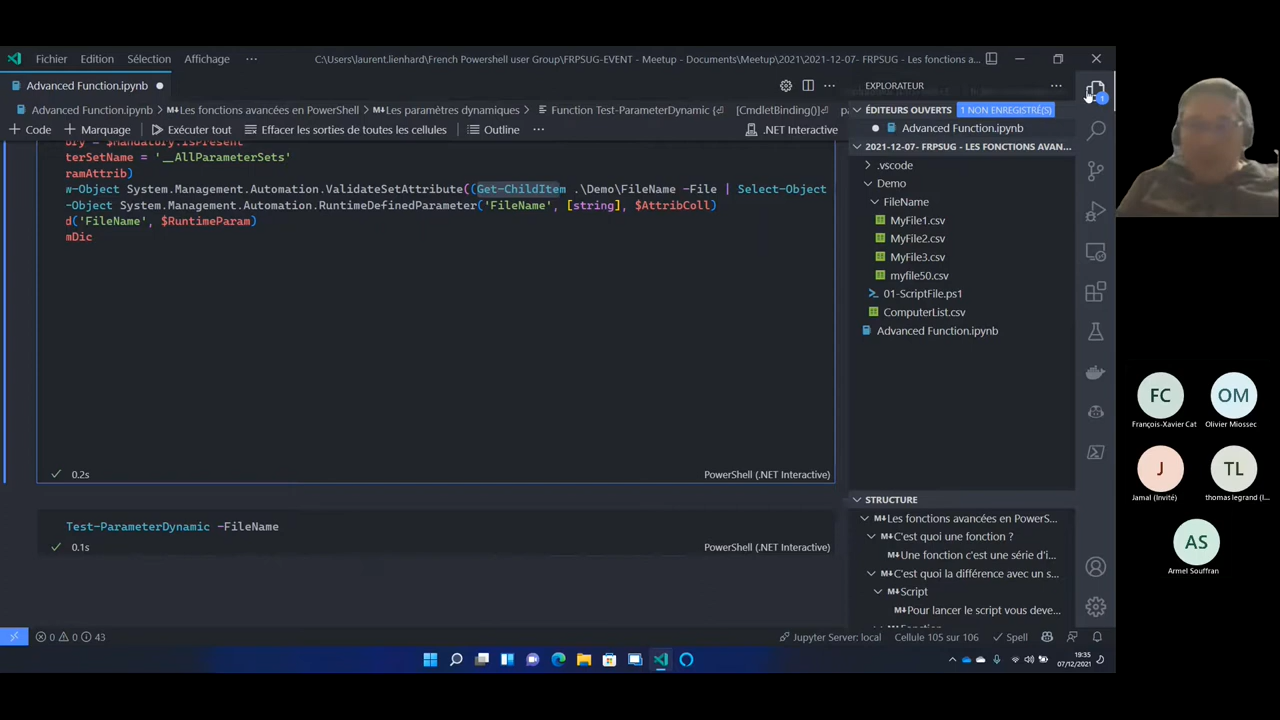 Fichier Edition Sélection Affichage ··· C:\Users\laurent.lienhard\French Powershell user Group\FRPSUG-EVENT - Meetup - Documents\Meetup\2021\2021-12-07- FRPSUG - Les fonctions a...
Advanced Function.ipynb
EXPLORATEUR
Advanced Function.ipynb > M↓Les fonctions avancées en PowerShell > M↓Les paramètres dynamiques > Function Test-ParameterDynamic {⏎ [CmdletBinding()]
ÉDITEURS OUVERTS 1 NON ENREGISTRÉ(S)
Advanced Function.ipynb
+ Code + Marquage Exécuter tout Effacer les sorties de toutes les cellules Outline ··· .NET Interactive
2021-12-07- FRPSUG - LES FONCTIONS AVAN...
.vscode
Demo
FileName
MyFile1.csv
MyFile2.csv
MyFile3.csv
myfile50.csv
01-ScriptFile.ps1
ComputerList.csv
Advanced Function.ipynb
ory = $Mandatory.IsPresent
terSetName = '__AllParameterSets'
ramAttrib)
w-Object System.Management.Automation.ValidateSetAttribute((Get-ChildItem .\Demo\FileName -File | Select-Object
-Object System.Management.Automation.RuntimeDefinedParameter('FileName', [string], $AttribColl)
d('FileName', $RuntimeParam)
mDic
0.2s PowerShell (.NET Interactive)
Test-ParameterDynamic -FileName
0.1s PowerShell (.NET Interactive)
STRUCTURE
M↓Les fonctions avancées en PowerS...
M↓C'est quoi une fonction ?
M↓Une fonction c'est une série d'i...
M↓C'est quoi la différence avec un s...
M↓Script
M↓Pour lancer le script vous deve...
1
0 0 43 Jupyter Server: local Cellule 105 sur 106 Spell
19:35
07/12/2021
FC
François-Xavier Cat
OM
Olivier Miossec
J
Jamal (Invité)
TL
thomas legrand (I...
AS
Armel Souffran